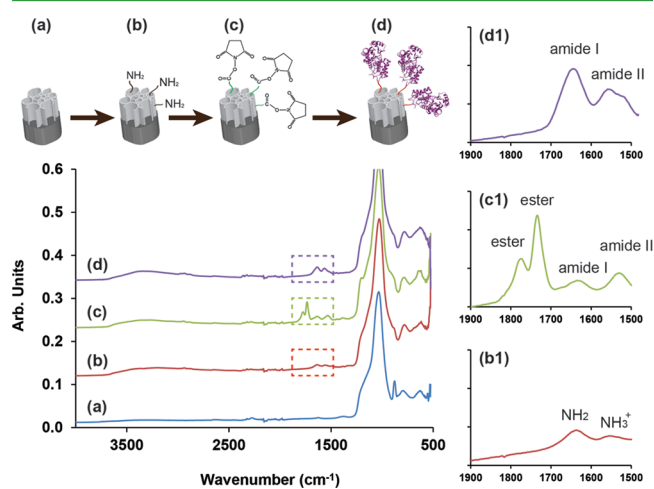 (a) (b) (c) (d)
NH2
NH2
NH2
O
O
N
O
C
O
O
N
O
C
O
O
O
C
O
N
O
O
0.6
0.5
0.4
0.3
0.2
0.1
0.0
Arb. Units
(d)
(c)
(b)
(a)
3500 2500 1500 500
Wavenumber (cm-1)
(d1)
amide I
amide II
1900 1800 1700 1600 1500
(c1)
ester
ester
amide I
amide II
1900 1800 1700 1600 1500
(b1)
NH2
NH3+
1900 1800 1700 1600 1500